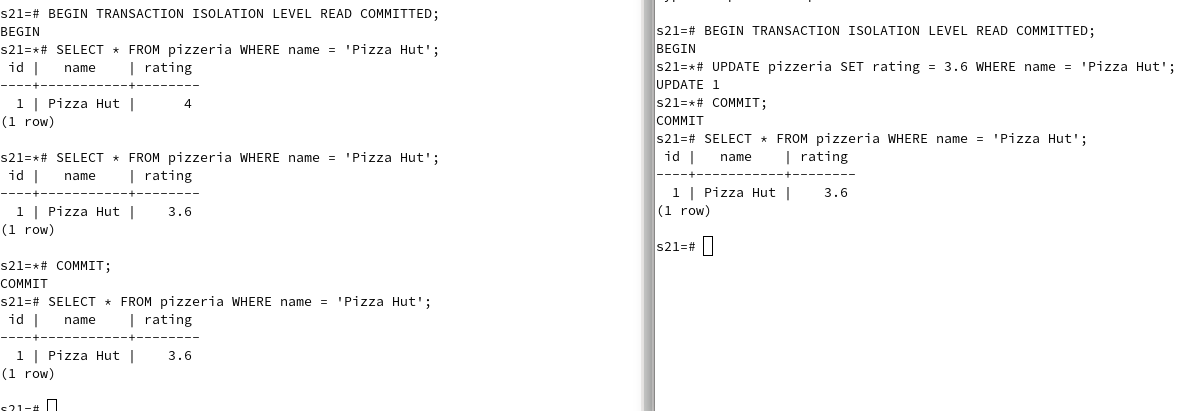 s21=# BEGIN TRANSACTION ISOLATION LEVEL READ COMMITTED;
BEGIN
s21=*# SELECT * FROM pizzeria WHERE name = 'Pizza Hut';
 id |   name    | rating
----+-----------+--------
  1 | Pizza Hut |      4
(1 row)

s21=*# SELECT * FROM pizzeria WHERE name = 'Pizza Hut';
 id |   name    | rating
----+-----------+--------
  1 | Pizza Hut |    3.6
(1 row)

s21=*# COMMIT;
COMMIT
s21=# SELECT * FROM pizzeria WHERE name = 'Pizza Hut';
 id |   name    | rating
----+-----------+--------
  1 | Pizza Hut |    3.6
(1 row)

s21=#
s21=# BEGIN TRANSACTION ISOLATION LEVEL READ COMMITTED;
BEGIN
s21=*# UPDATE pizzeria SET rating = 3.6 WHERE name = 'Pizza Hut';
UPDATE 1
s21=*# COMMIT;
COMMIT
s21=# SELECT * FROM pizzeria WHERE name = 'Pizza Hut';
 id |   name    | rating
----+-----------+--------
  1 | Pizza Hut |    3.6
(1 row)

s21=#